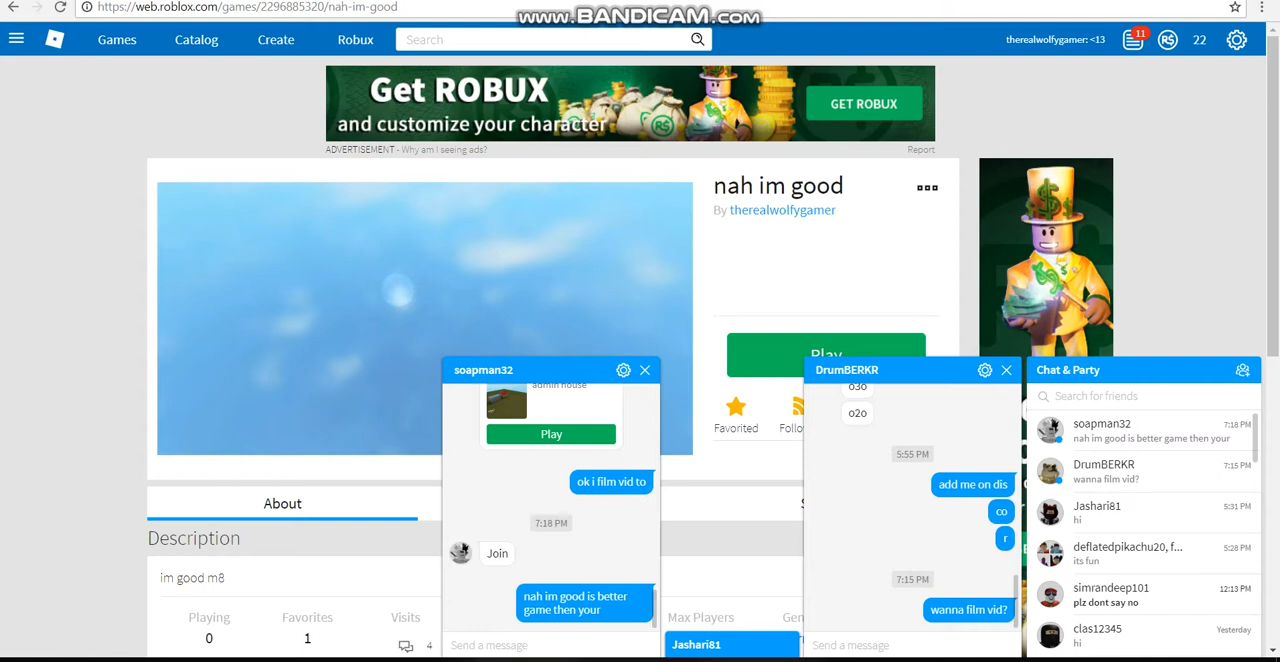 https://web.roblox.com/games/2296885320/nah-im-good
www.BANDICAM.com
Games
Catalog
Create
Robux
Search
therealwolfygamer: <13
11
R$
22
Get ROBUX
and customize your character
GET ROBUX
ADVERTISEMENT - Why am I seeing ads?
Report
nah im good
By therealwolfygamer
Play
Favorited
Follo
About
Description
im good m8
Playing
Favorites
Visits
Max Players
Gen
0
1
4
soapman32
admin house
Play
ok i film vid to
7:18 PM
Join
nah im good is better
game then your
Send a message
Jashari81
DrumBERKR
o3o
o2o
5:55 PM
add me on dis
co
r
7:15 PM
wanna film vid?
Send a message
Chat & Party
Search for friends
soapman32
7:18 PM
nah im good is better game then your
DrumBERKR
7:15 PM
wanna film vid?
Jashari81
5:31 PM
hi
deflatedpikachu20, f...
5:28 PM
its fun
simrandeep101
12:13 PM
plz dont say no
clas12345
Yesterday
hi